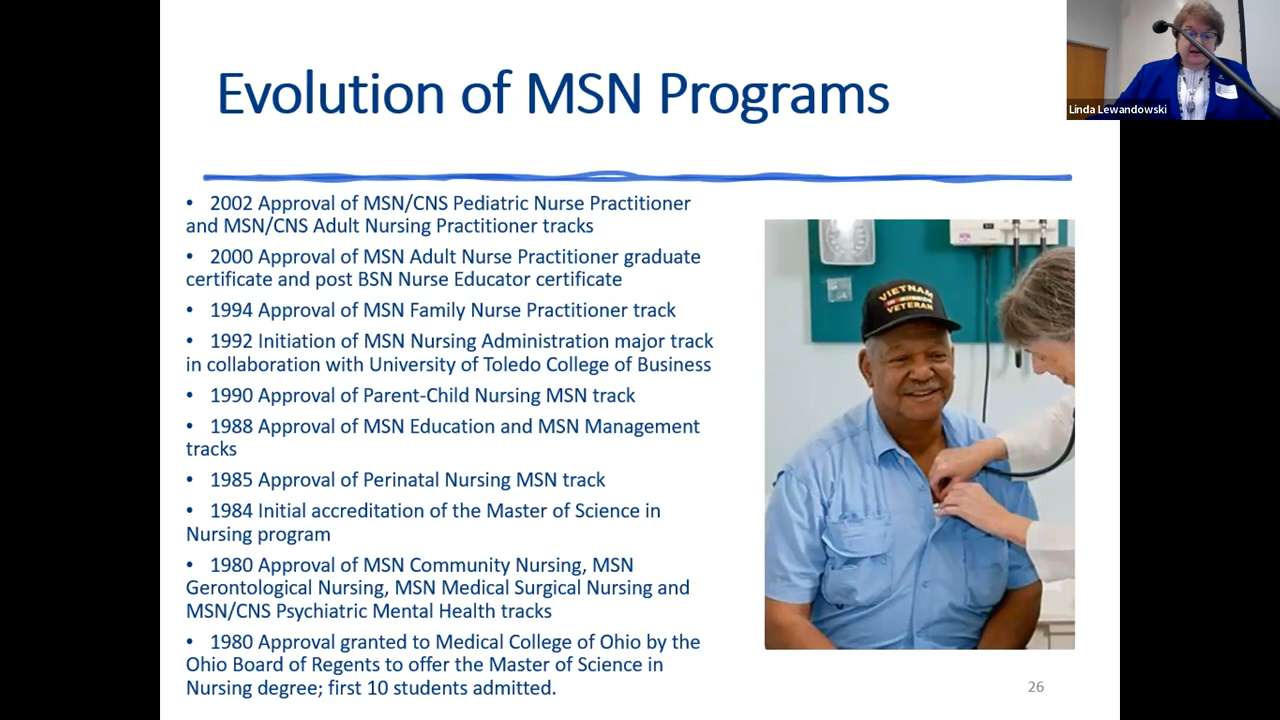 Evolution of MSN Programs
Linda Lewandowski
• 2002 Approval of MSN/CNS Pediatric Nurse Practitioner
and MSN/CNS Adult Nursing Practitioner tracks
• 2000 Approval of MSN Adult Nurse Practitioner graduate
certificate and post BSN Nurse Educator certificate
• 1994 Approval of MSN Family Nurse Practitioner track
• 1992 Initiation of MSN Nursing Administration major track
in collaboration with University of Toledo College of Business
• 1990 Approval of Parent-Child Nursing MSN track
• 1988 Approval of MSN Education and MSN Management
tracks
• 1985 Approval of Perinatal Nursing MSN track
• 1984 Initial accreditation of the Master of Science in
Nursing program
• 1980 Approval of MSN Community Nursing, MSN
Gerontological Nursing, MSN Medical Surgical Nursing and
MSN/CNS Psychiatric Mental Health tracks
• 1980 Approval granted to Medical College of Ohio by the
Ohio Board of Regents to offer the Master of Science in
Nursing degree; first 10 students admitted.
VIETNAM
VETERAN
26